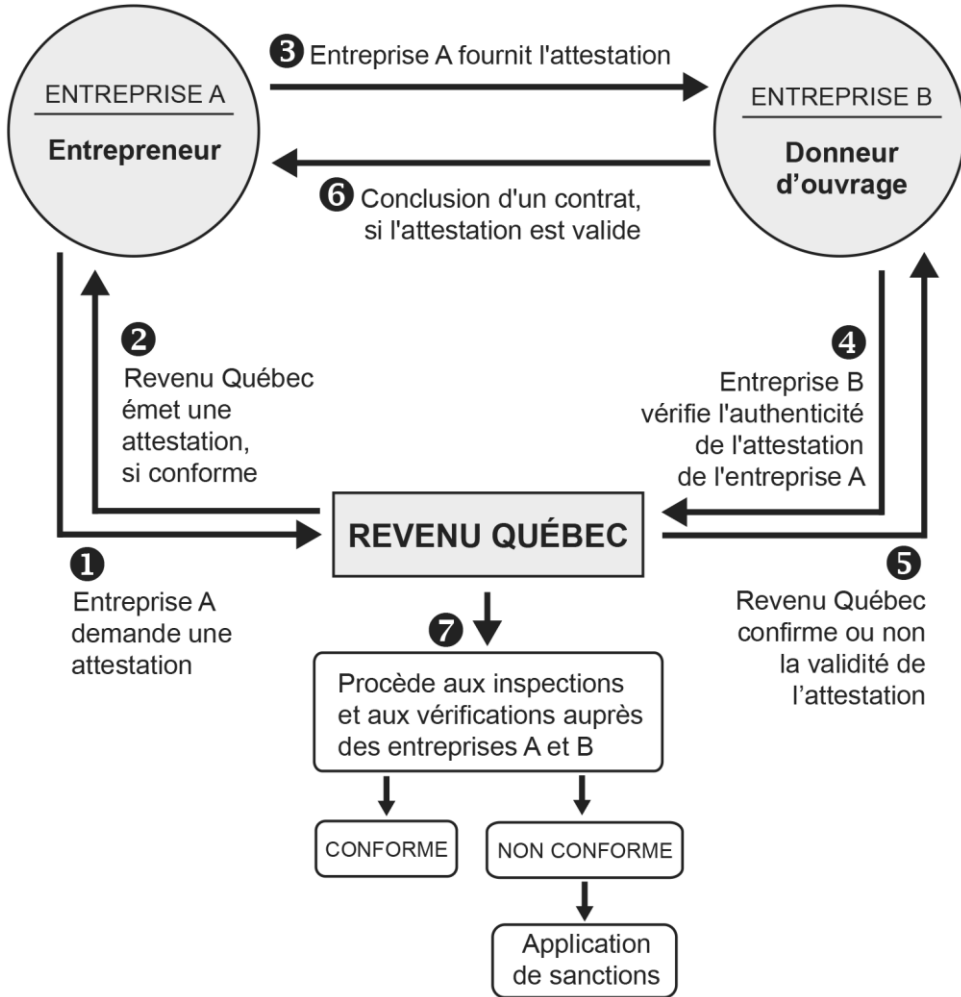 ❸ Entreprise A fournit l'attestation
ENTREPRISE A
Entrepreneur
ENTREPRISE B
Donneur
d’ouvrage
❻ Conclusion d'un contrat,
si l'attestation est valide
❷
Revenu Québec
émet une
attestation,
si conforme
❹
Entreprise B
vérifie l'authenticité
de l'attestation
de l'entreprise A
REVENU QUÉBEC
❶
Entreprise A
demande une
attestation
❺
Revenu Québec
confirme ou non
la validité de
l’attestation
❼
Procède aux inspections
et aux vérifications auprès
des entreprises A et B
CONFORME
NON CONFORME
Application
de sanctions